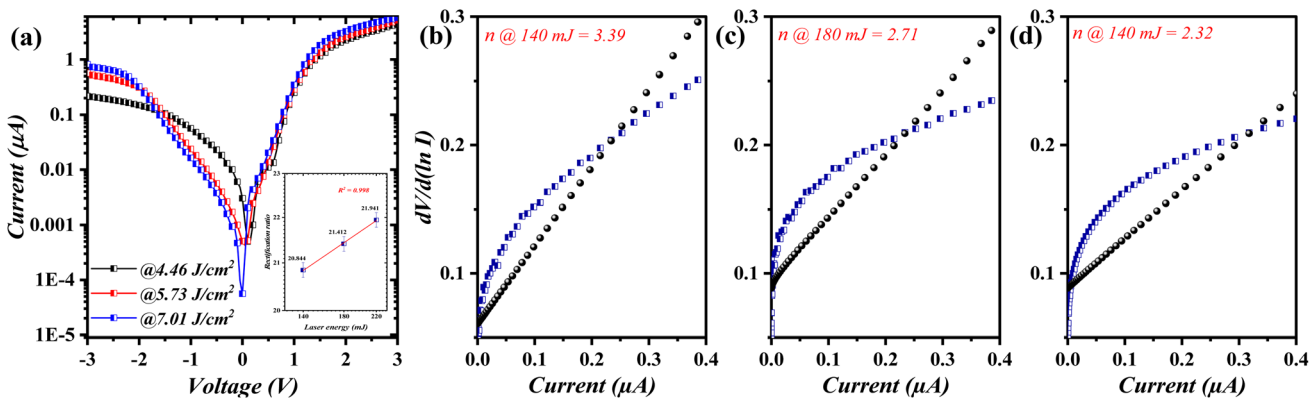 (a)
Current (μA)
1
0.1
0.01
0.001
1E-4
1E-5
-3
-2
-1
0
1
2
3
Voltage (V)
@4.46 J/cm²
@5.73 J/cm²
@7.01 J/cm²
R² = 0.998
Rectification ratio
23
22
21
20
20.844
21.412
21.941
140
180
220
Laser energy (mJ)
(b)
n @ 140 mJ = 3.39
dV/d(ln I)
0.3
0.2
0.1
0.0
0.1
0.2
0.3
0.4
Current (μA)
(c)
n @ 180 mJ = 2.71
0.3
0.2
0.1
0.0
0.1
0.2
0.3
0.4
Current (μA)
(d)
n @ 140 mJ = 2.32
0.3
0.2
0.1
0.0
0.1
0.2
0.3
0.4
Current (μA)